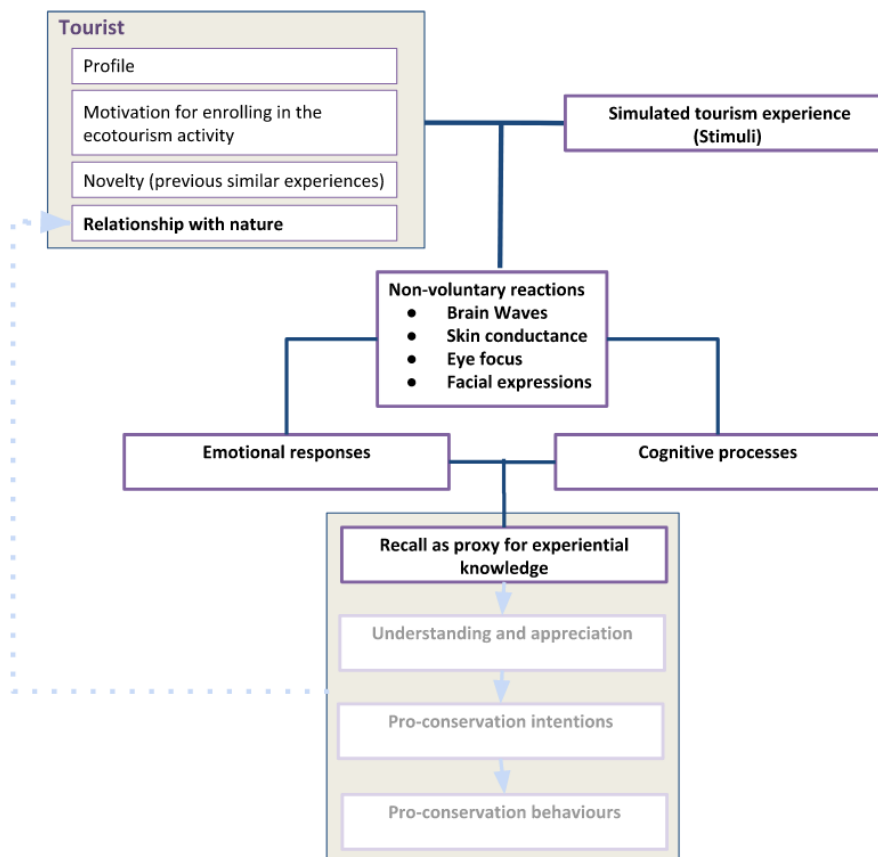 Tourist
Profile
Motivation for enrolling in the
ecotourism activity
Novelty (previous similar experiences)
Relationship with nature
Simulated tourism experience
(Stimuli)
Non-voluntary reactions
● Brain Waves
● Skin conductance
● Eye focus
● Facial expressions
Emotional responses
Cognitive processes
Recall as proxy for experiential
knowledge
Understanding and appreciation
Pro-conservation intentions
Pro-conservation behaviours